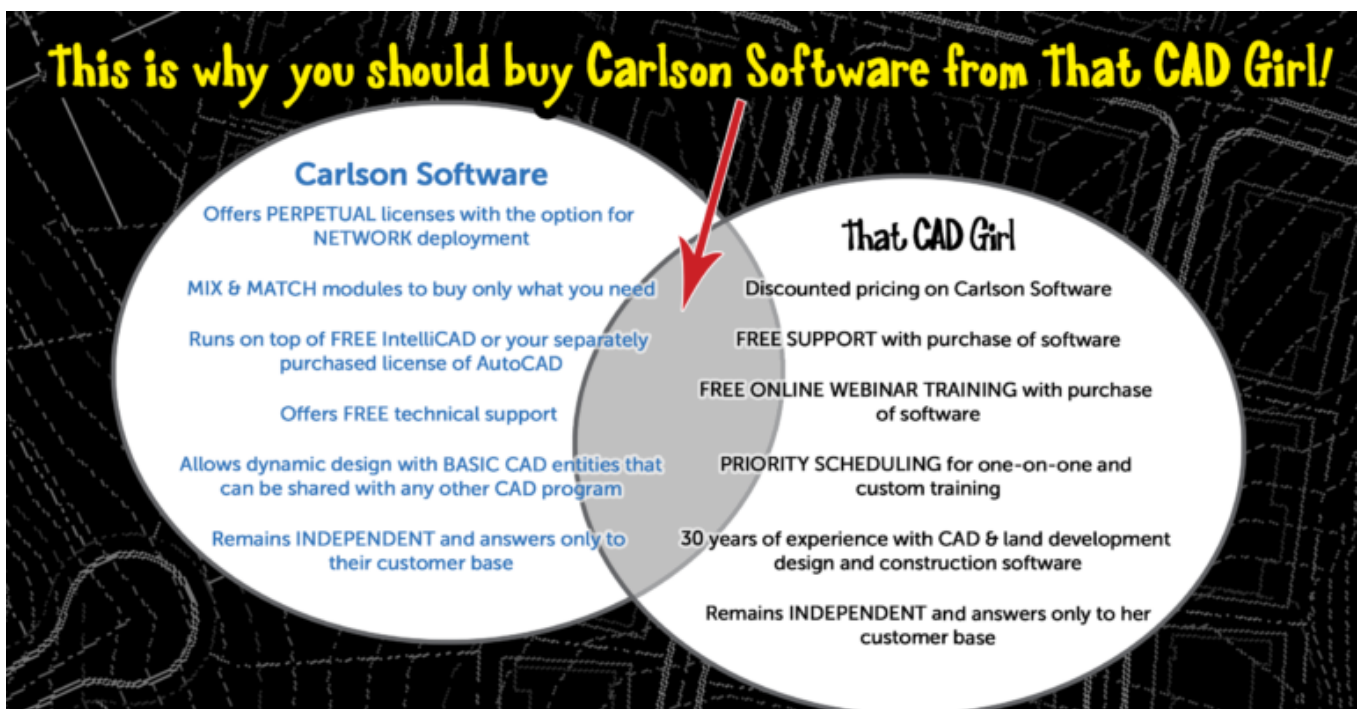 This is why you should buy Carlson Software from That CAD Girl!
Carlson Software
Offers PERPETUAL licenses with the option for
NETWORK deployment
MIX & MATCH modules to buy only what you need
Runs on top of FREE IntelliCAD or your separately
purchased license of AutoCAD
Offers FREE technical support
Allows dynamic design with BASIC CAD entities that
can be shared with any other CAD program
Remains INDEPENDENT and answers only to
their customer base
That CAD Girl
Discounted pricing on Carlson Software
FREE SUPPORT with purchase of software
FREE ONLINE WEBINAR TRAINING with purchase
of software
PRIORITY SCHEDULING for one-on-one and
custom training
30 years of experience with CAD & land development
design and construction software
Remains INDEPENDENT and answers only to her
customer base